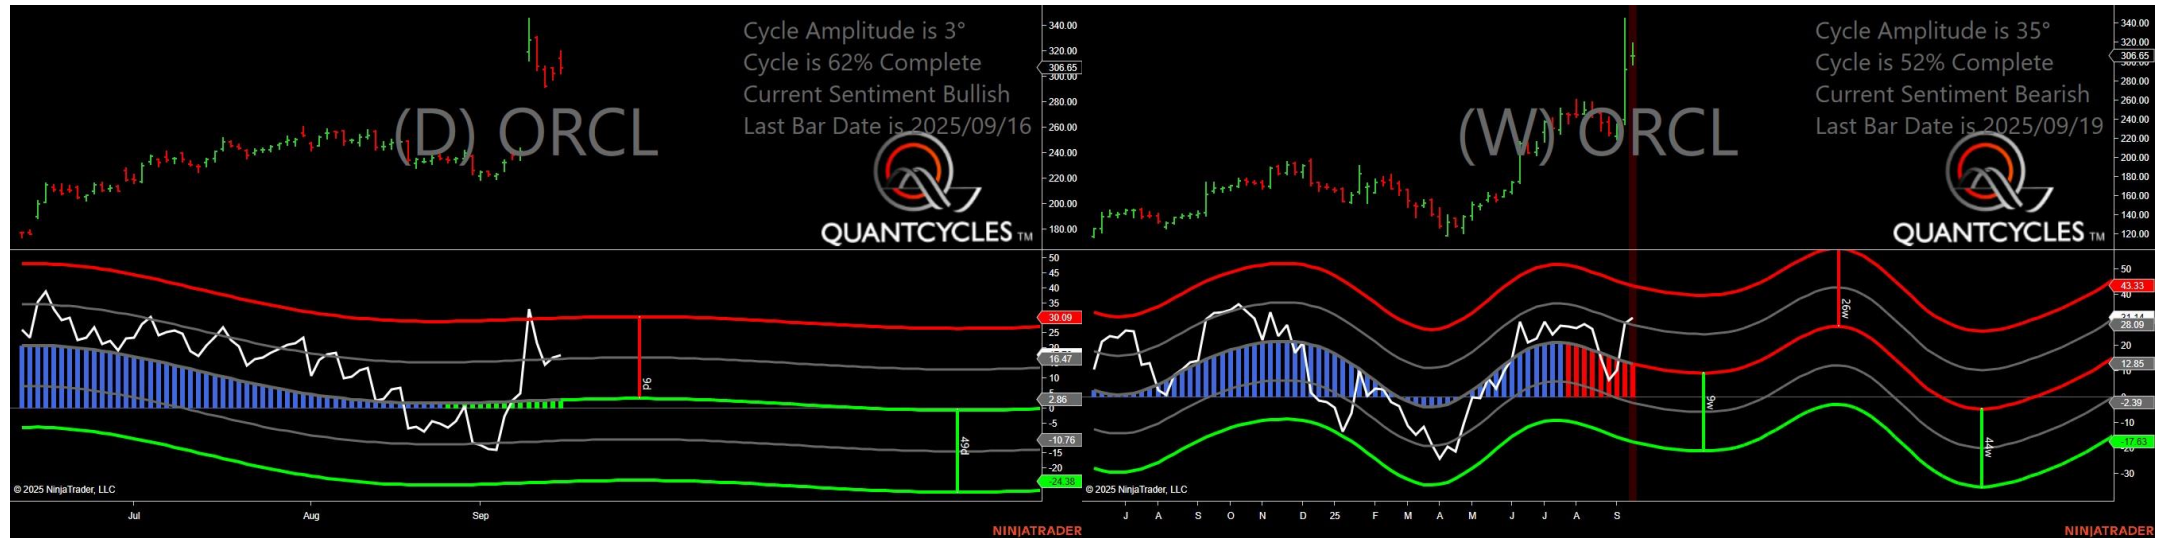 Cycle Amplitude is 3°
Cycle is 62% Complete
Current Sentiment Bullish
Last Bar Date is 2025/09/16
(D) ORCL
QUANTCYCLES TM
340.00
320.00
306.65
300.00
280.00
260.00
240.00
220.00
200.00
180.00
50
45
40
35
30.09
25
20
16.47
10
5
2.86
0
-5
-10.76
-15
-20
-24.38
9d
49d
© 2025 NinjaTrader, LLC
Jul
Aug
Sep
NINJATRADER
Cycle Amplitude is 35°
Cycle is 52% Complete
Current Sentiment Bearish
Last Bar Date is 2025/09/19
(W) ORCL
QUANTCYCLES TM
340.00
320.00
306.65
280.00
260.00
240.00
220.00
200.00
180.00
160.00
140.00
120.00
50
43.33
40
28.09
20
12.85
10
-2.39
-10
-17.63
-30
26w
9w
44w
© 2025 NinjaTrader, LLC
J
A
S
O
N
D
25
F
M
A
M
J
J
A
S
NINJATRADER